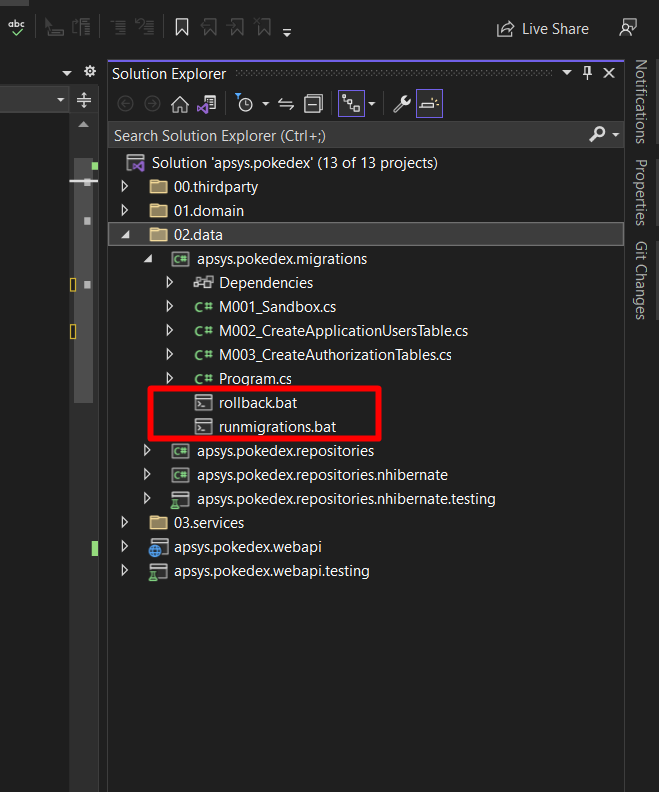 abc
Live Share
Solution Explorer
Search Solution Explorer (Ctrl+;)
Solution 'apsys.pokedex' (13 of 13 projects)
00.thirdparty
01.domain
02.data
C# apsys.pokedex.migrations
Dependencies
C# M001_Sandbox.cs
C# M002_CreateApplicationUsersTable.cs
C# M003_CreateAuthorizationTables.cs
C# Program.cs
rollback.bat
runmigrations.bat
C# apsys.pokedex.repositories
C# apsys.pokedex.repositories.nhibernate
apsys.pokedex.repositories.nhibernate.testing
03.services
apsys.pokedex.webapi
apsys.pokedex.webapi.testing
Notifications
Properties
Git Changes